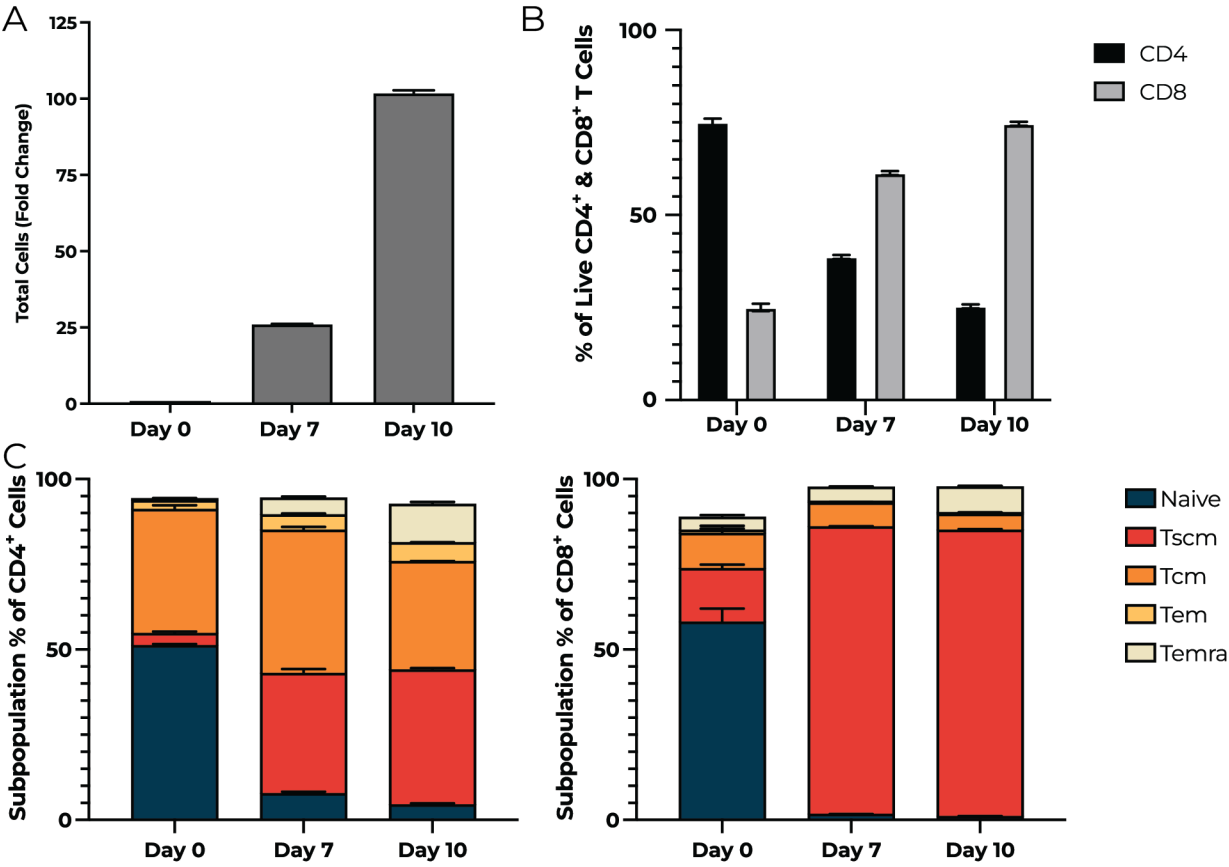 A
Total Cells (Fold Change)
125
100
75
50
25
0
Day 0 Day 7 Day 10
B
% of Live CD4⁺ & CD8⁺ T Cells
100
50
0
Day 0 Day 7 Day 10
CD4
CD8
C
Subpopulation % of CD4⁺ Cells
100
50
0
Day 0 Day 7 Day 10
Subpopulation % of CD8⁺ Cells
100
50
0
Day 0 Day 7 Day 10
Naive
Tscm
Tcm
Tem
Temra